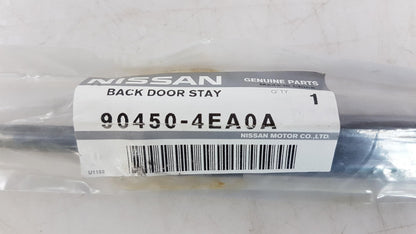 NISSAN
GENUINE PARTS
BACK DOOR STAY
Q'TY 1
90450-4EA0A
NISSAN MOTOR CO.,LTD.